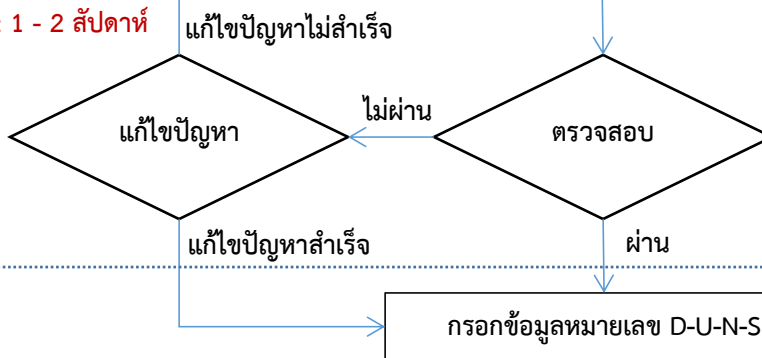 : 1 - 2 สัปดาห์
แก้ไขปัญหาไม่สำเร็จ
ไม่ผ่าน
แก้ไขปัญหา
ตรวจสอบ
แก้ไขปัญหาสำเร็จ
ผ่าน
กรอกข้อมูลหมายเลข D-U-N-S